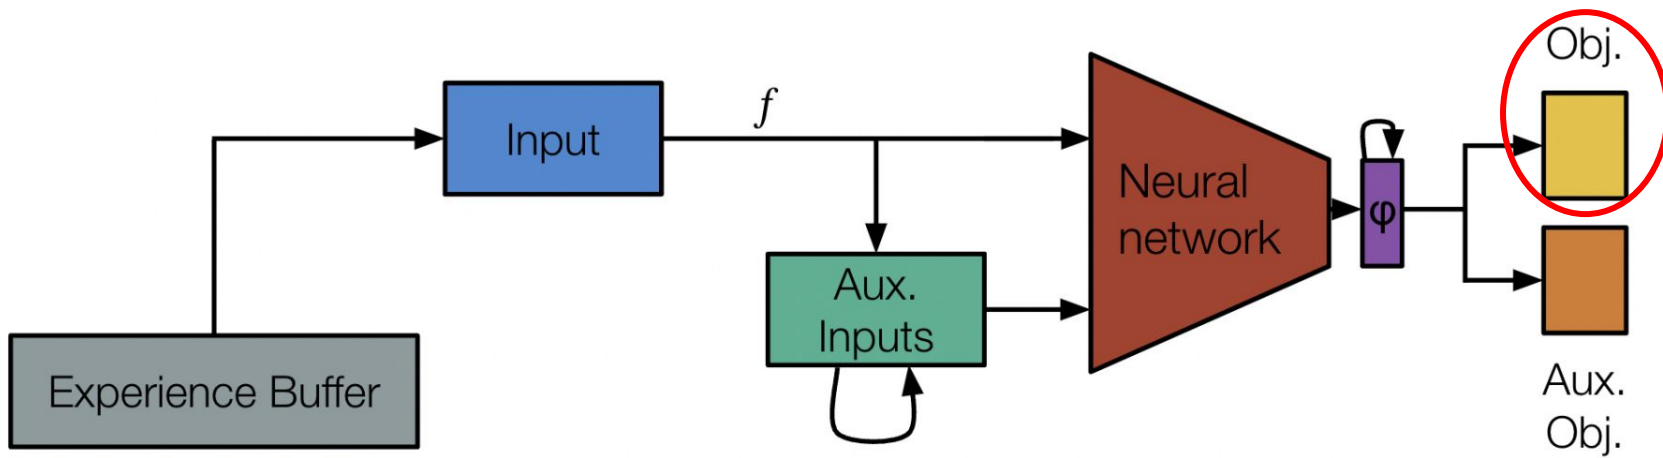 Obj.
f
Input
Neural
network
φ
Aux.
Inputs
Experience Buffer
Aux.
Obj.